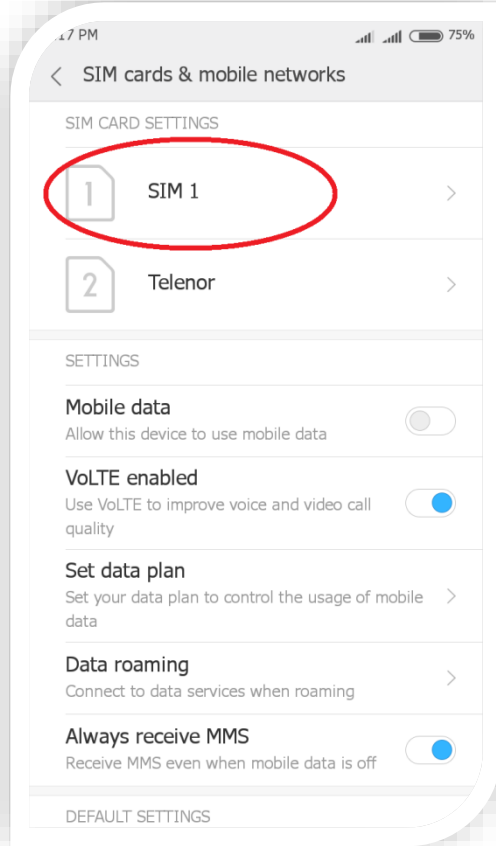 :17 PM 75%
SIM cards & mobile networks
SIM CARD SETTINGS
1 SIM 1
2 Telenor
SETTINGS
Mobile data
Allow this device to use mobile data
VoLTE enabled
Use VoLTE to improve voice and video call
quality
Set data plan
Set your data plan to control the usage of mobile
data
Data roaming
Connect to data services when roaming
Always receive MMS
Receive MMS even when mobile data is off
DEFAULT SETTINGS